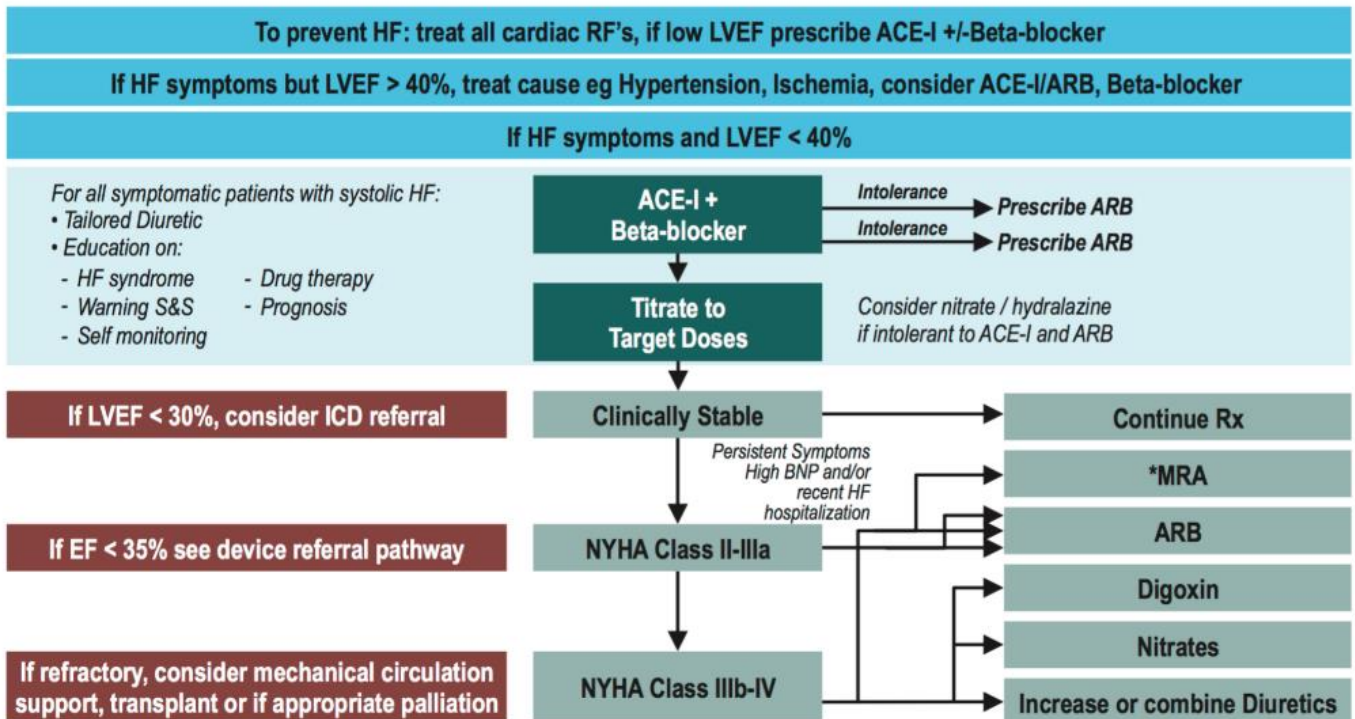 To prevent HF: treat all cardiac RF's, if low LVEF prescribe ACE-I +/-Beta-blocker
If HF symptoms but LVEF > 40%, treat cause eg Hypertension, Ischemia, consider ACE-I/ARB, Beta-blocker
If HF symptoms and LVEF < 40%
For all symptomatic patients with systolic HF:
• Tailored Diuretic
• Education on:
- HF syndrome
- Drug therapy
- Warning S&S
- Prognosis
- Self monitoring
ACE-I +
Beta-blocker
Intolerance
Prescribe ARB
Intolerance
Prescribe ARB
Titrate to
Target Doses
Consider nitrate / hydralazine
if intolerant to ACE-I and ARB
If LVEF < 30%, consider ICD referral
Clinically Stable
Continue Rx
Persistent Symptoms
High BNP and/or
recent HF
hospitalization
*MRA
ARB
If EF < 35% see device referral pathway
NYHA Class II-IIIa
Digoxin
Nitrates
If refractory, consider mechanical circulation
support, transplant or if appropriate palliation
NYHA Class IIIb-IV
Increase or combine Diuretics